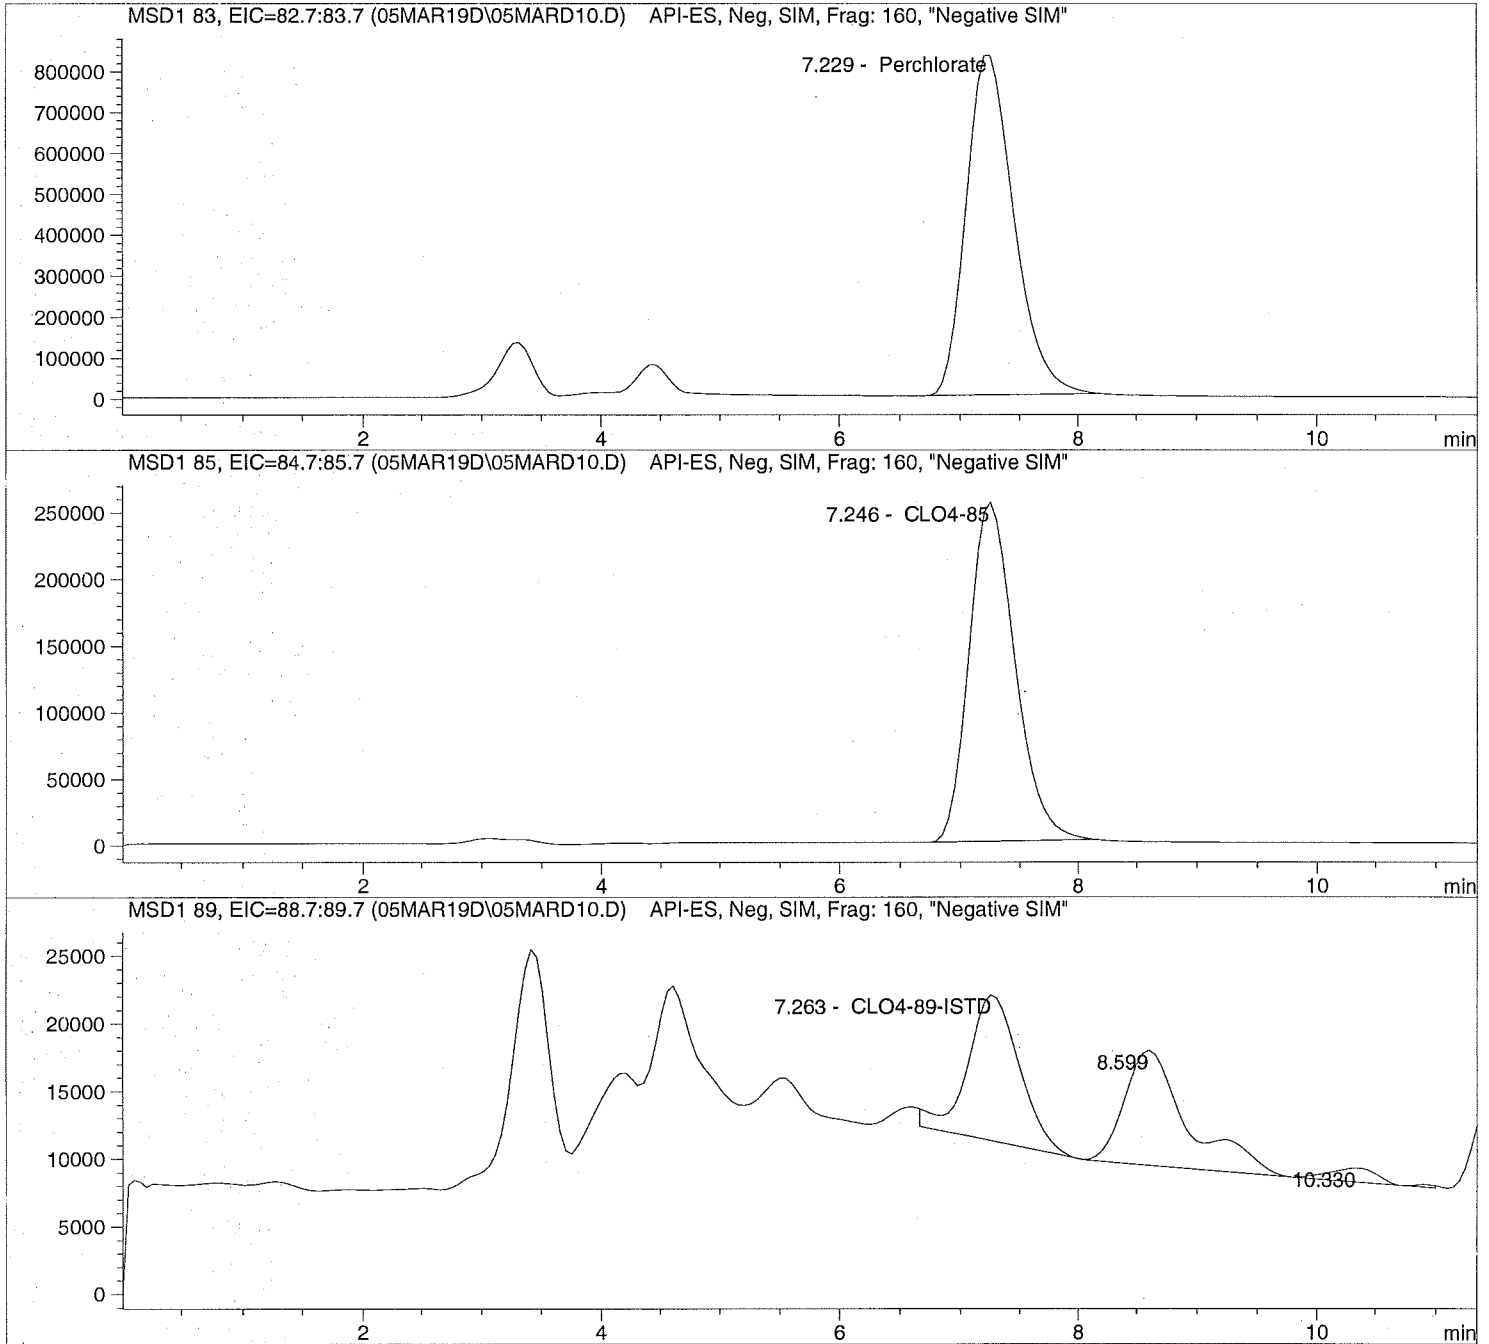 MSD1 83, EIC=82.7:83.7 (05MAR19D\05MARD10.D) API-ES, Neg, SIM, Frag: 160, "Negative SIM"
7.229 - Perchlorate
800000
700000
600000
500000
400000
300000
200000
100000
0
2 4 6 8 10 min
MSD1 85, EIC=84.7:85.7 (05MAR19D\05MARD10.D) API-ES, Neg, SIM, Frag: 160, "Negative SIM"
7.246 - CLO4-85
250000
200000
150000
100000
50000
0
2 4 6 8 10 min
MSD1 89, EIC=88.7:89.7 (05MAR19D\05MARD10.D) API-ES, Neg, SIM, Frag: 160, "Negative SIM"
25000
7.263 - CLO4-89-ISTD
20000
8.599
15000
10000
10.330
5000
0
2 4 6 8 10 min